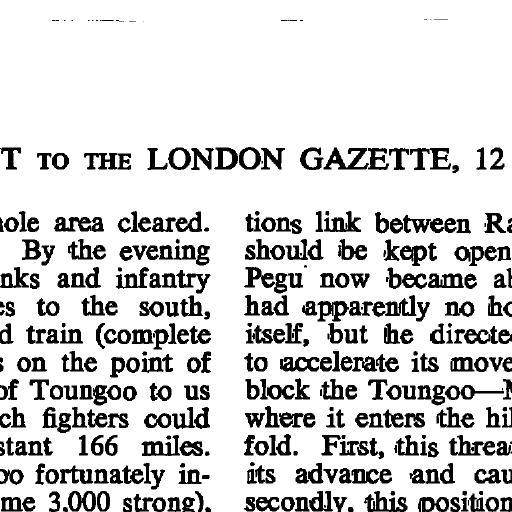 T TO THE LONDON GAZETTE, 12
hole area cleared.
By the evening
nks and infantry
es to the south,
d train (complete
s on the point of
of Toungoo to us
ch fighters could
stant 166 miles.
oo fortunately in-
me 3,000 strong),
tions link between Ra
should be kept open
Pegu now became ab
had apparently no ho
itself, but he directe
to accelerate its move
block the Toungoo—M
where it enters the hil
fold. First, this threa
its advance and cau
secondly, this position